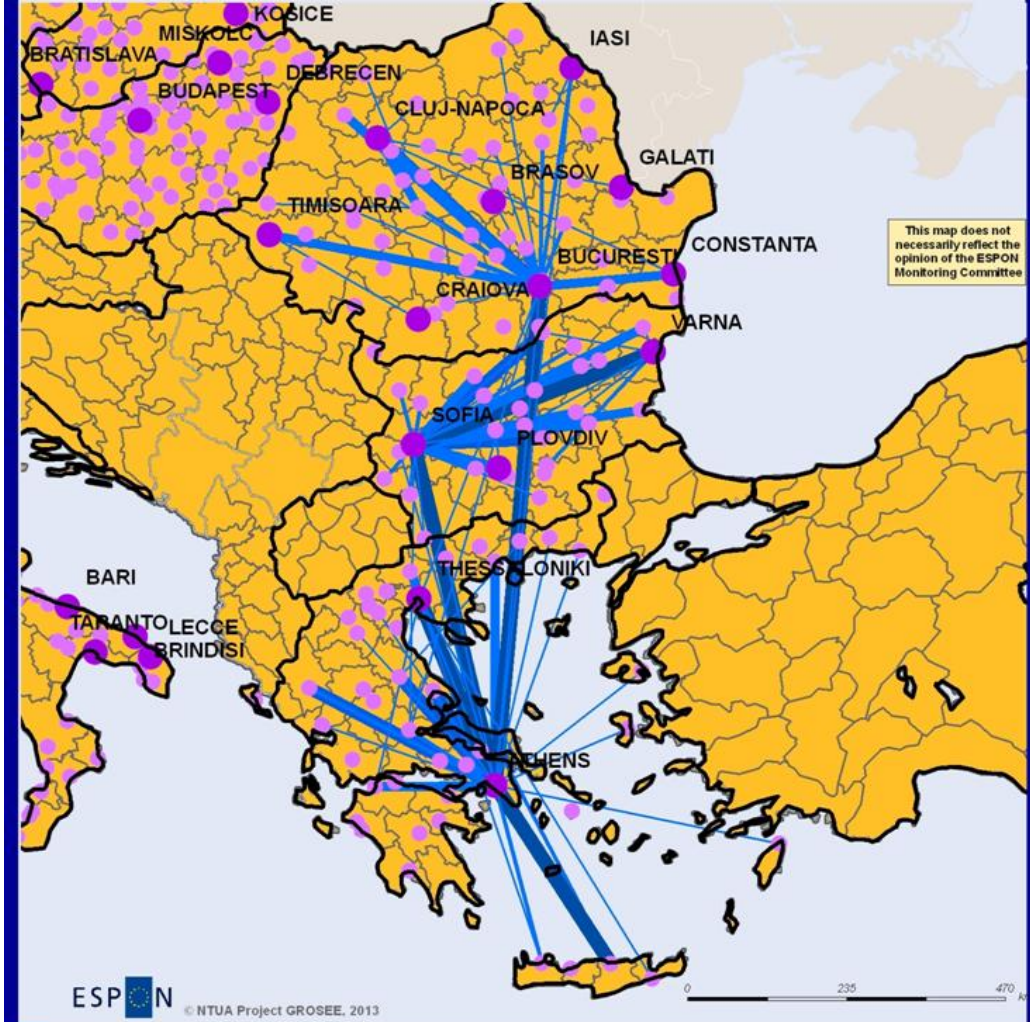 KOSICE
MISKOLC
IASI
BRATISLAVA
DEBRECEN
BUDAPEST
CLUJ-NAPOCA
GALATI
BRASOV
TIMISOARA
This map does not
necessarily reflect the
opinion of the ESPON
Monitoring Committee
CONSTANTA
BUCURESTI
CRAIOVA
VARNA
SOFIA
PLOVDIV
THESSALONIKI
BARI
TARANTO
LECCE
BRINDISI
ATHENS
ESPON
© NTUA Project GROSEE, 2013
0 235 470